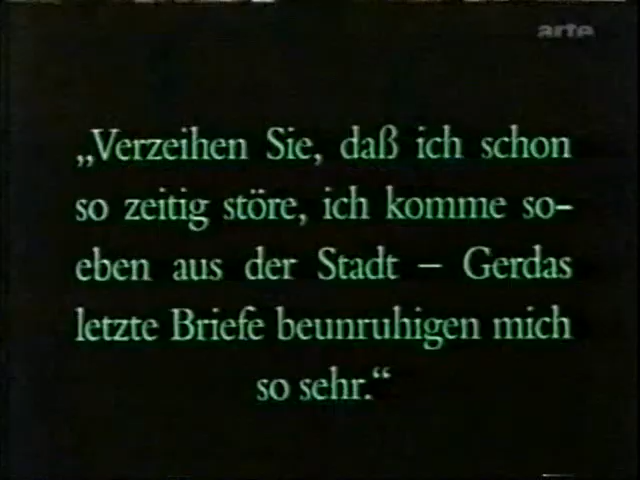 arte
„Verzeihen Sie, daß ich schon
so zeitig störe, ich komme so-
eben aus der Stadt – Gerdas
letzte Briefe beunruhigen mich
so sehr.“